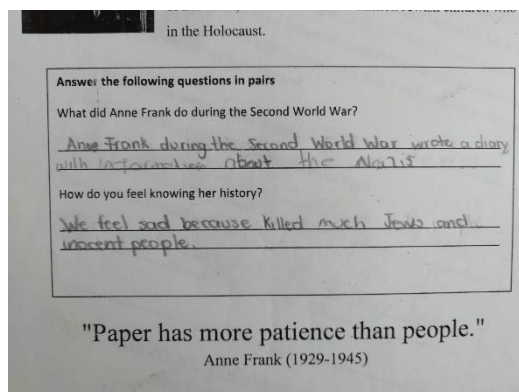 in the Holocaust.
Answer the following questions in pairs
What did Anne Frank do during the Second World War?
Anne Frank during the Second World War wrote a diary
with information about the Nazis
How do you feel knowing her history?
We feel sad because killed much Jews and
inocent people.
"Paper has more patience than people."
Anne Frank (1929-1945)